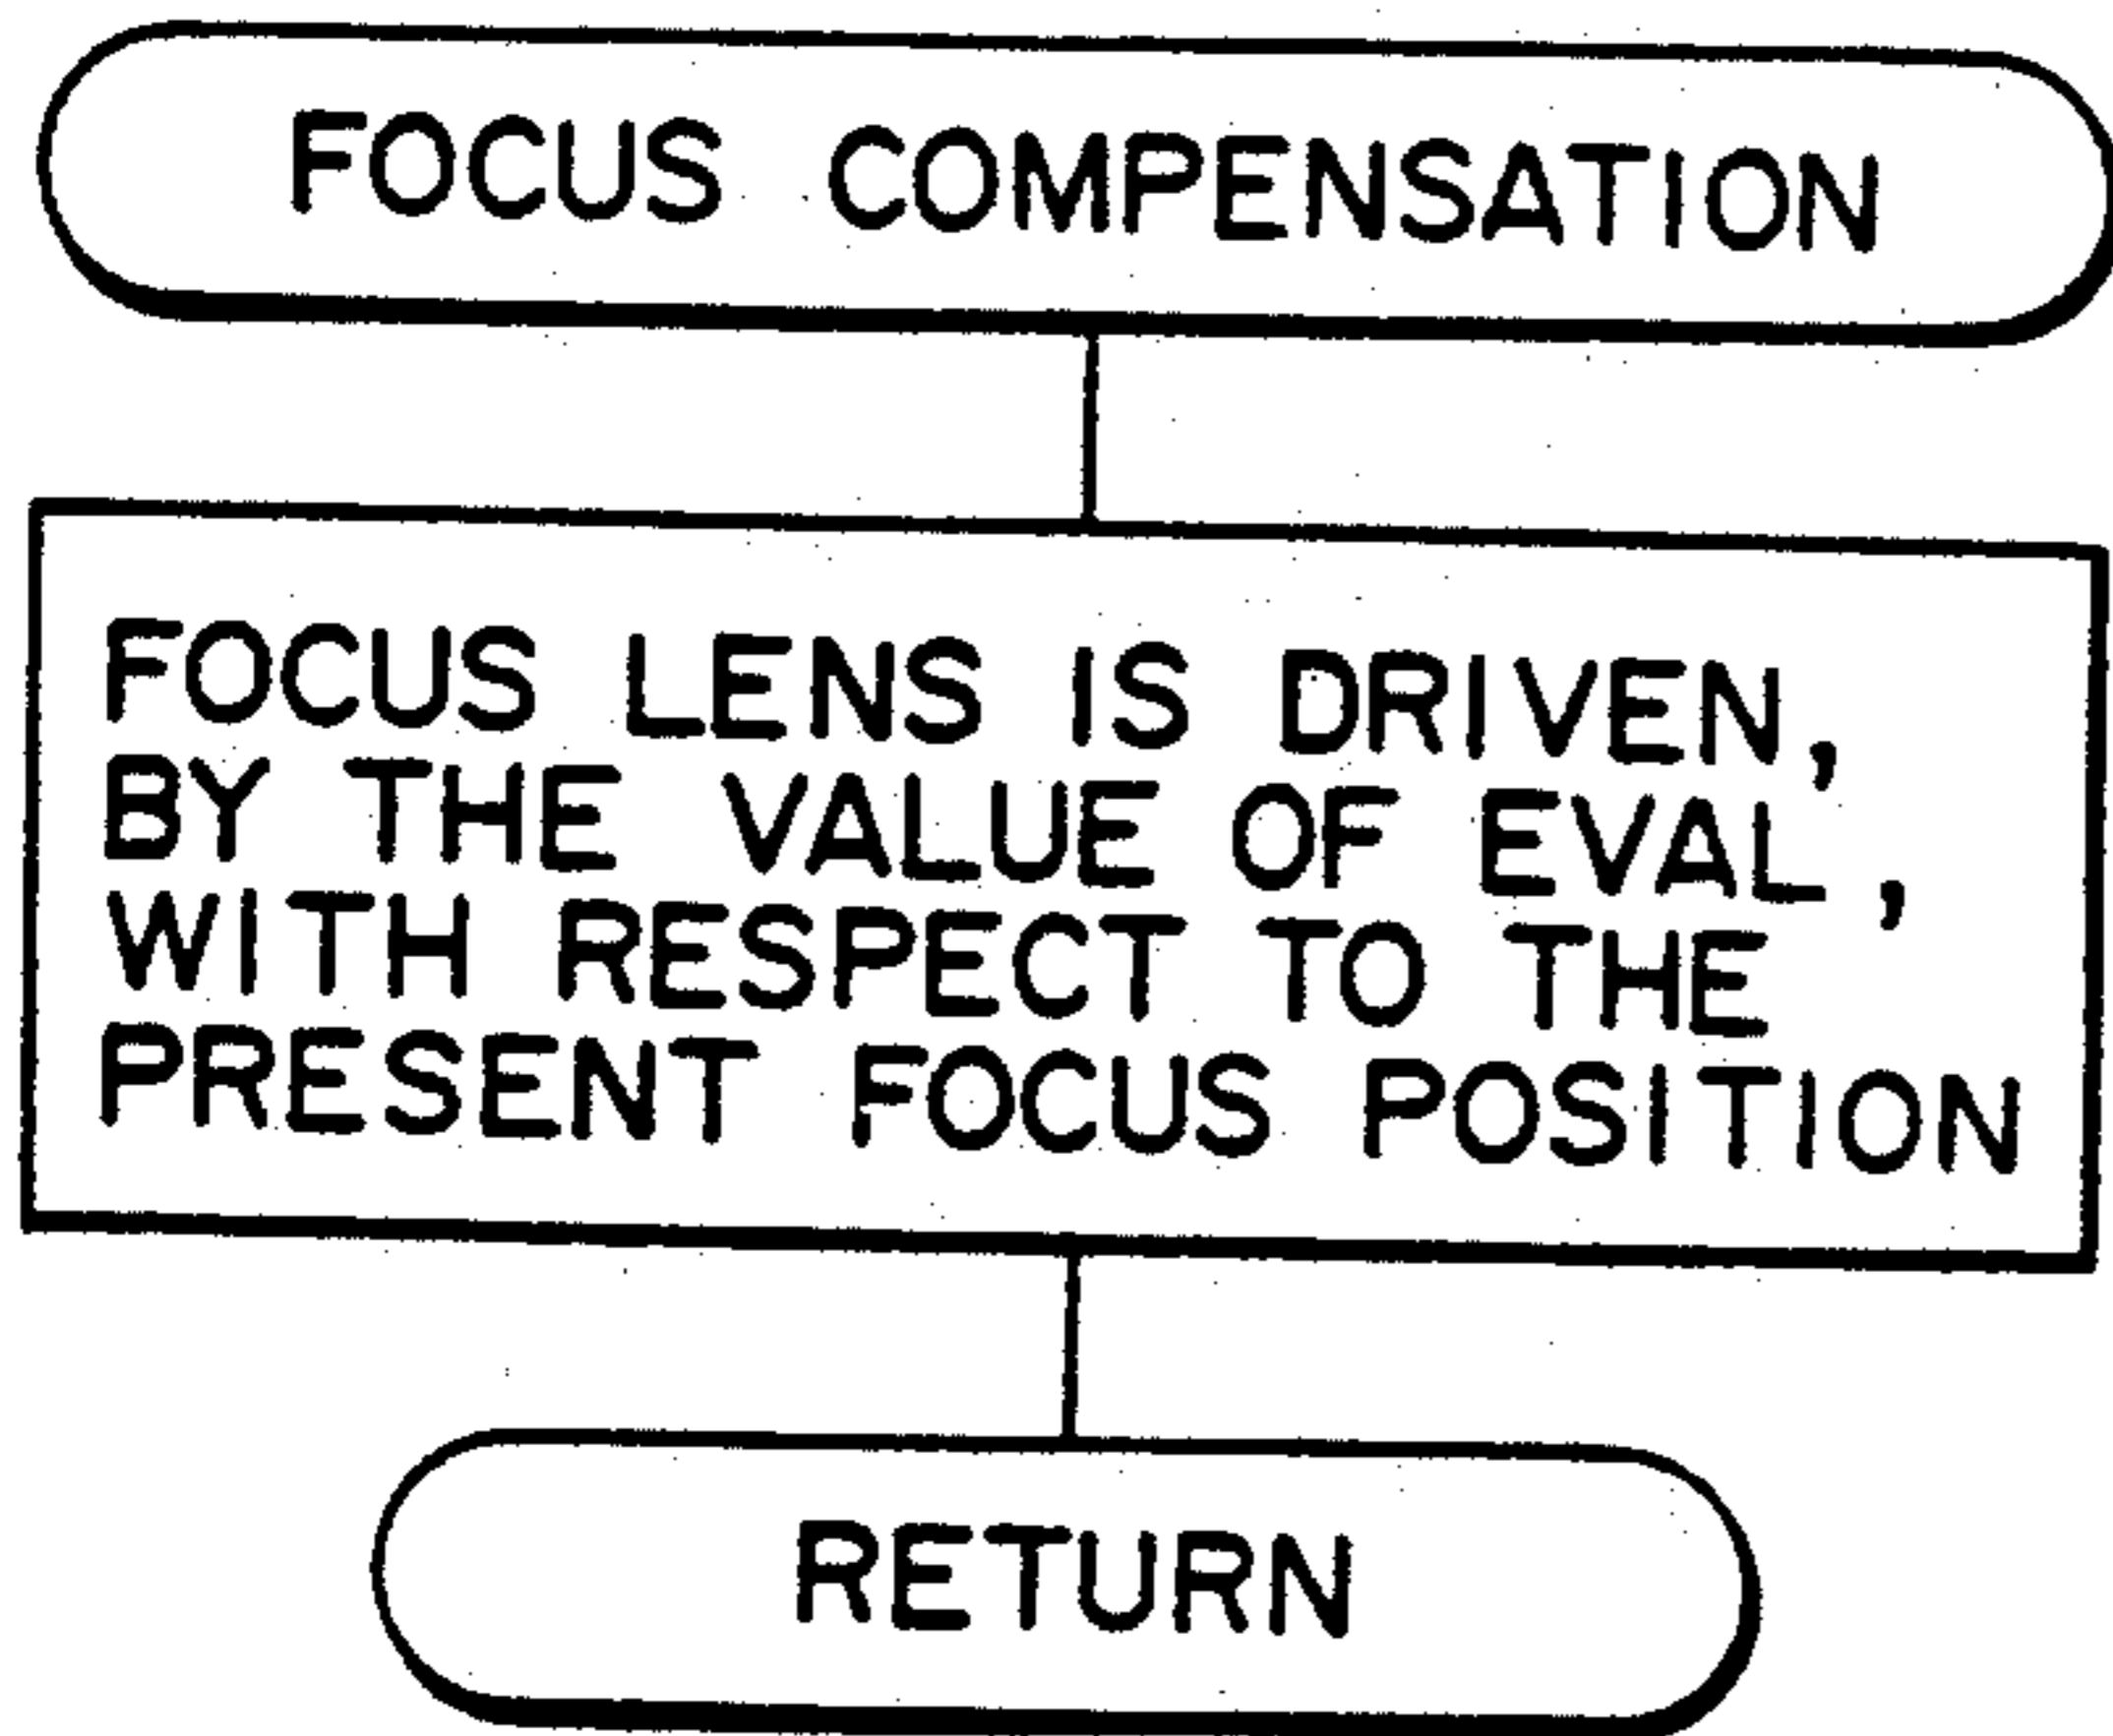 FOCUS COMPENSATION
FOCUS LENS IS DRIVEN,
BY THE VALUE OF EVAL,
WITH RESPECT TO THE
PRESENT FOCUS POSITION
RETURN